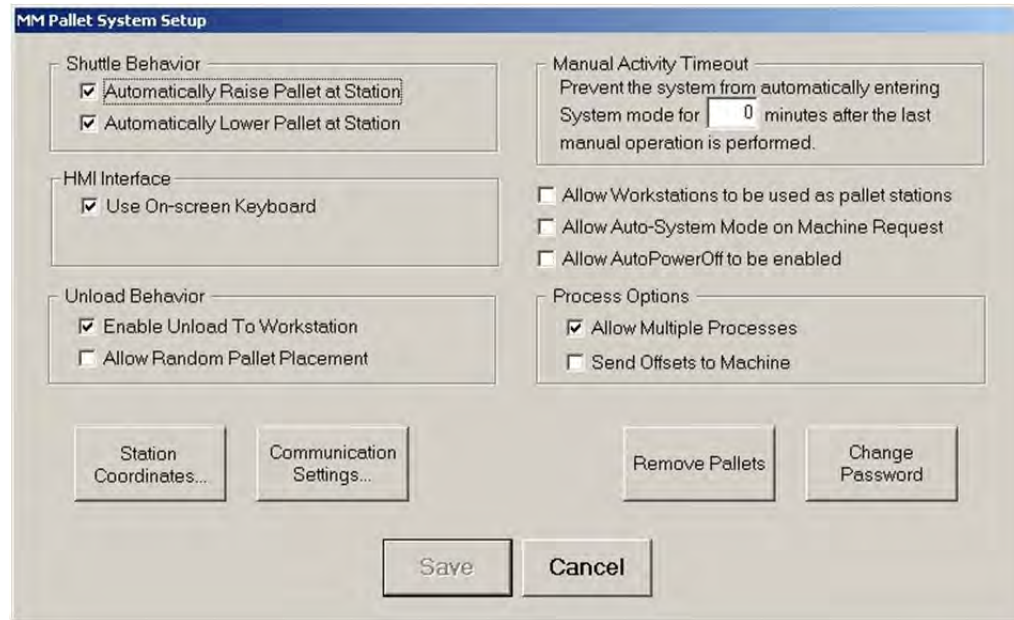 MM Pallet System Setup
Shuttle Behavior
Automatically Raise Pallet at Station
Automatically Lower Pallet at Station
HMI Interface
Use On-screen Keyboard
Unload Behavior
Enable Unload To Workstation
Allow Random Pallet Placement
Manual Activity Timeout
Prevent the system from automatically entering
System mode for 0 minutes after the last
manual operation is performed.
Allow Workstations to be used as pallet stations
Allow Auto-System Mode on Machine Request
Allow AutoPowerOff to be enabled
Process Options
Allow Multiple Processes
Send Offsets to Machine
Station
Coordinates...
Communication
Settings...
Remove Pallets
Change
Password
Save
Cancel